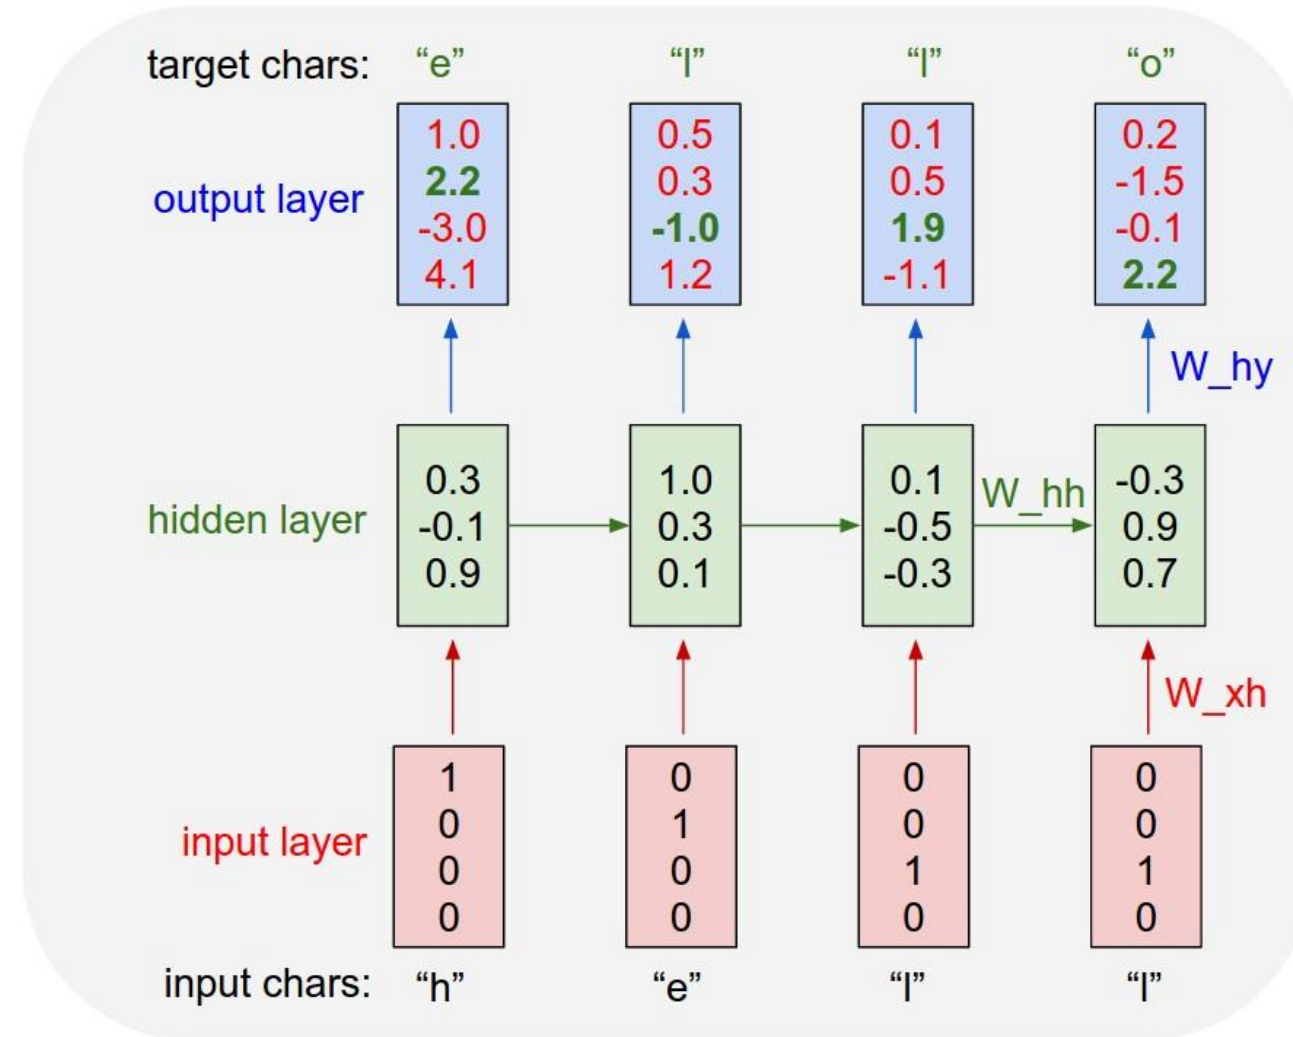 target chars: “e” “l” “l” “o”
1.0 0.5 0.1 0.2
output layer 2.2 0.3 0.5 -1.5
-3.0 -1.0 1.9 -0.1
4.1 1.2 -1.1 2.2
W_hy
0.3 1.0 0.1 W_hh -0.3
hidden layer -0.1 0.3 -0.5 0.9
0.9 0.1 -0.3 0.7
W_xh
1 0 0 0
0 1 0 0
input layer 0 0 1 1
0 0 0 0
input chars: “h” “e” “l” “l”